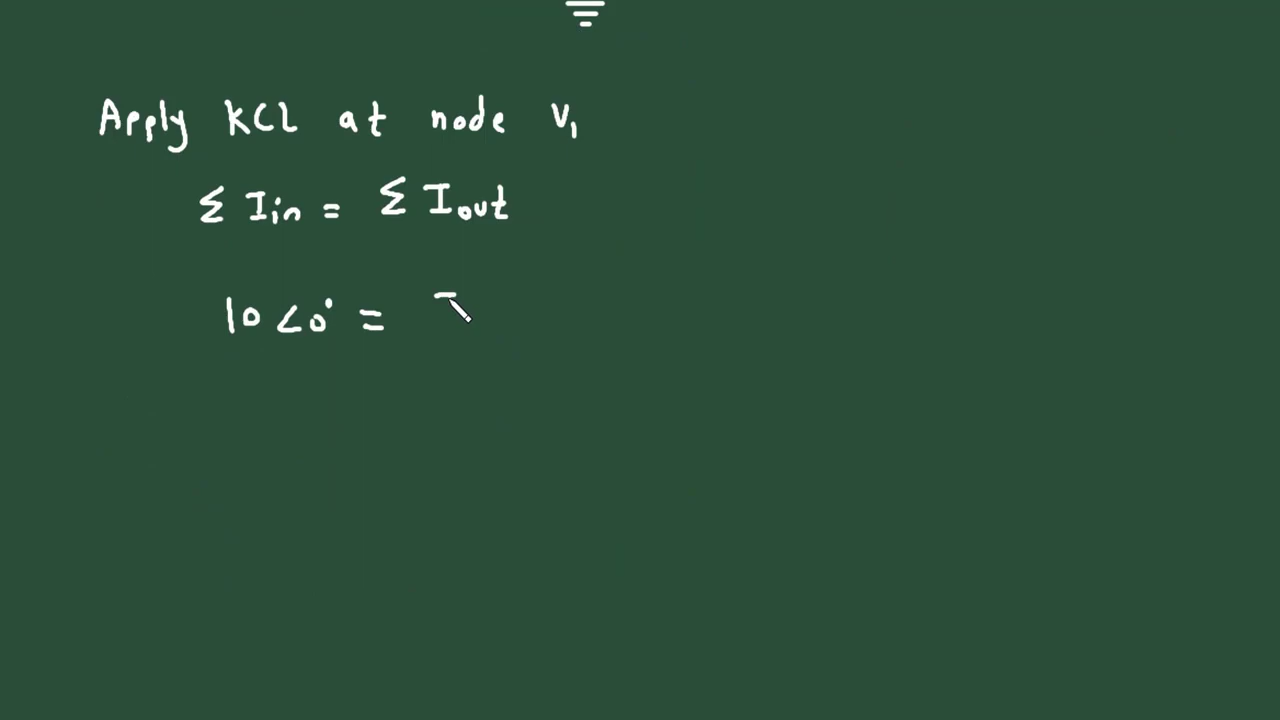 Apply KCL at node V₁
Σ Iin = Σ Iout
10 <0° =